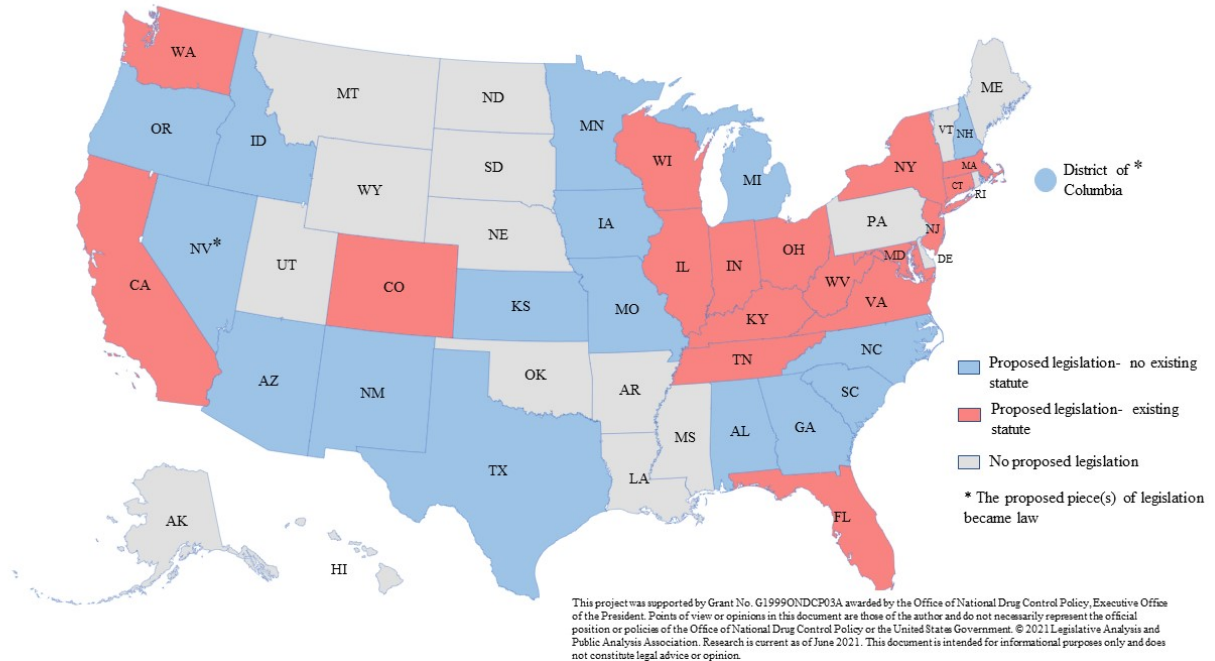 WA
MT
ND
MN
ME
VT
NH
OR
ID
SD
WI
NY
MA
CT
RI
MI
WY
District of *
Columbia
IA
NE
PA
NJ
NV*
UT
CA
CO
IL
IN
OH
MD
DE
WV
VA
KS
MO
KY
TN
NC
AZ
NM
OK
AR
SC
MS
AL
GA
TX
LA
FL
AK
HI
Proposed legislation- no existing
statute
Proposed legislation- existing
statute
No proposed legislation
* The proposed piece(s) of legislation
became law
This project was supported by Grant No. G1999ONDCP03A awarded by the Office of National Drug Control Policy, Executive Office
of the President. Points of view or opinions in this document are those of the author and do not necessarily represent the official
position or policies of the Office of National Drug Control Policy or the United States Government. © 2021 Legislative Analysis and
Public Analysis Association. Research is current as of June 2021. This document is intended for informational purposes only and does
not constitute legal advice or opinion.